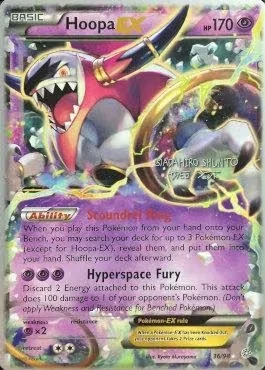 Hoopa EX HP170
Ability Scoundrel Ring
When you play this Pokémon from your hand onto your
Bench, you may search your deck for up to 3 Pokémon-EX
(except for Hoopa-EX), reveal them, and put them into
your hand. Shuffle your deck afterward.
Hyperspace Fury
Discard 2 Energy attached to this Pokémon. This attack
does 100 damage to 1 of your opponent's Pokémon. (Don't
apply Weakness and Resistance for Benched Pokémon.)
weakness resistance Pokémon-EX rule
×2
When a Pokémon-EX has been Knocked Out,
your opponent takes 2 Prize cards.
retreat
Illus. Ryota Murayama 36/98